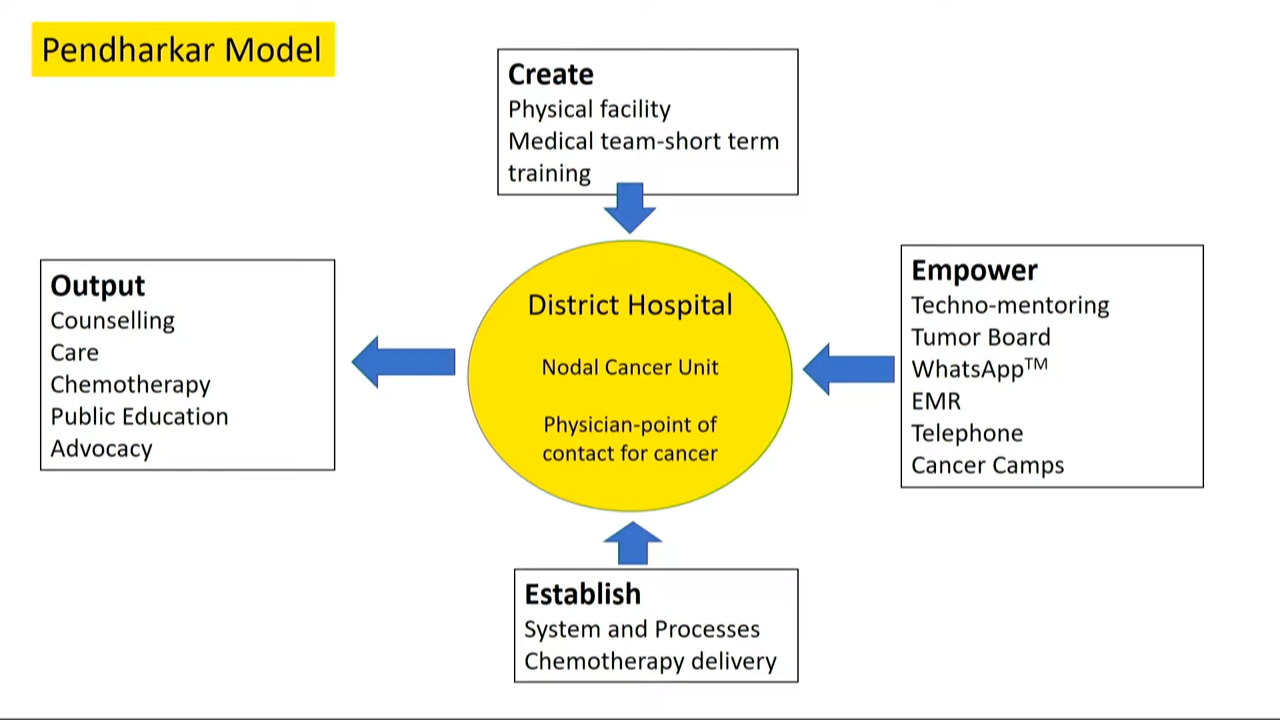 Pendharkar Model
Create
Physical facility
Medical team-short term
training
Output
Counselling
Care
Chemotherapy
Public Education
Advocacy
District Hospital
Nodal Cancer Unit
Physician-point of
contact for cancer
Empower
Techno-mentoring
Tumor Board
WhatsApp™
EMR
Telephone
Cancer Camps
Establish
System and Processes
Chemotherapy delivery